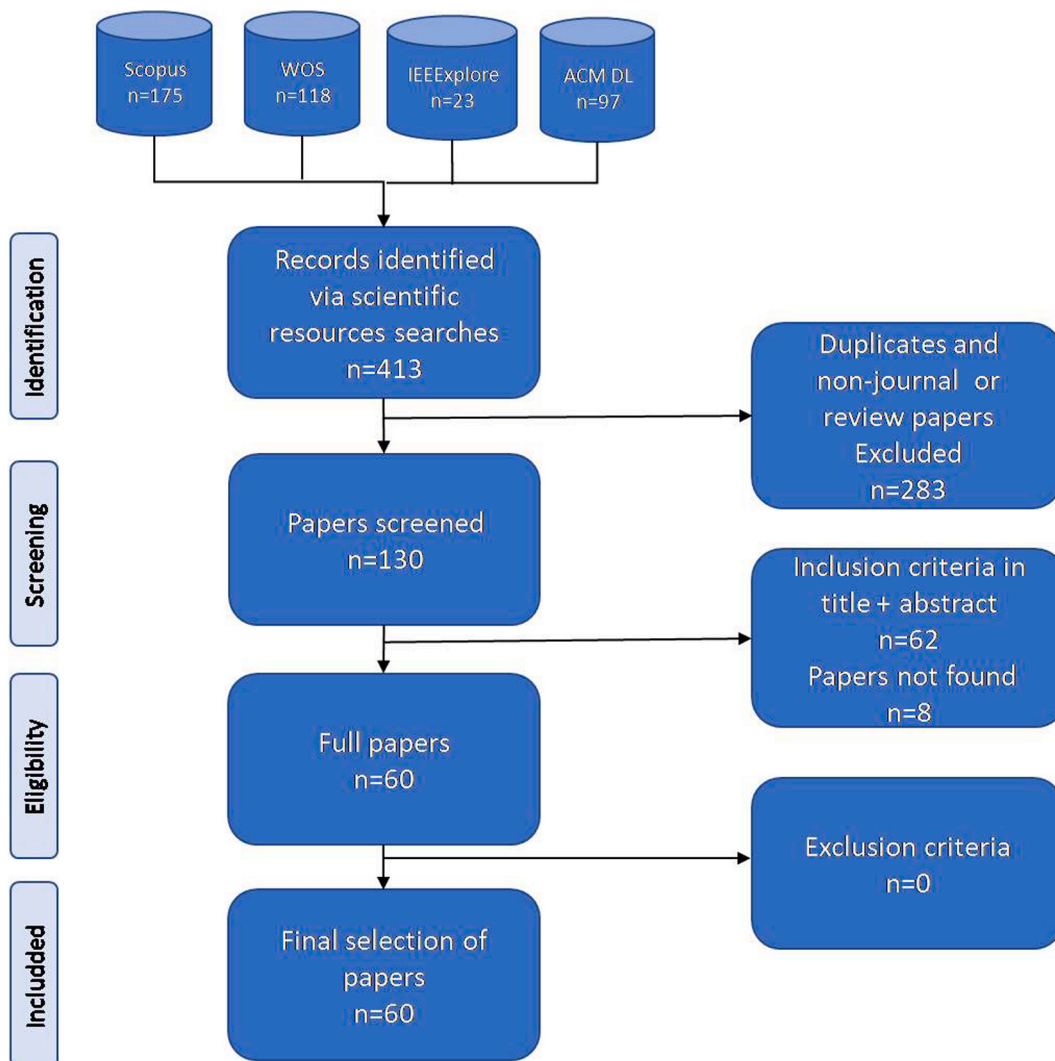 Scopus
n=175
WOS
n=118
IEEExplore
n=23
ACM DL
n=97
Identification
Records identified
via scientific
resources searches
n=413
Duplicates and
non-journal or
review papers
Excluded
n=283
Screening
Papers screened
n=130
Inclusion criteria in
title + abstract
n=62
Papers not found
n=8
Eligibility
Full papers
n=60
Exclusion criteria
n=0
Includded
Final selection of
papers
n=60